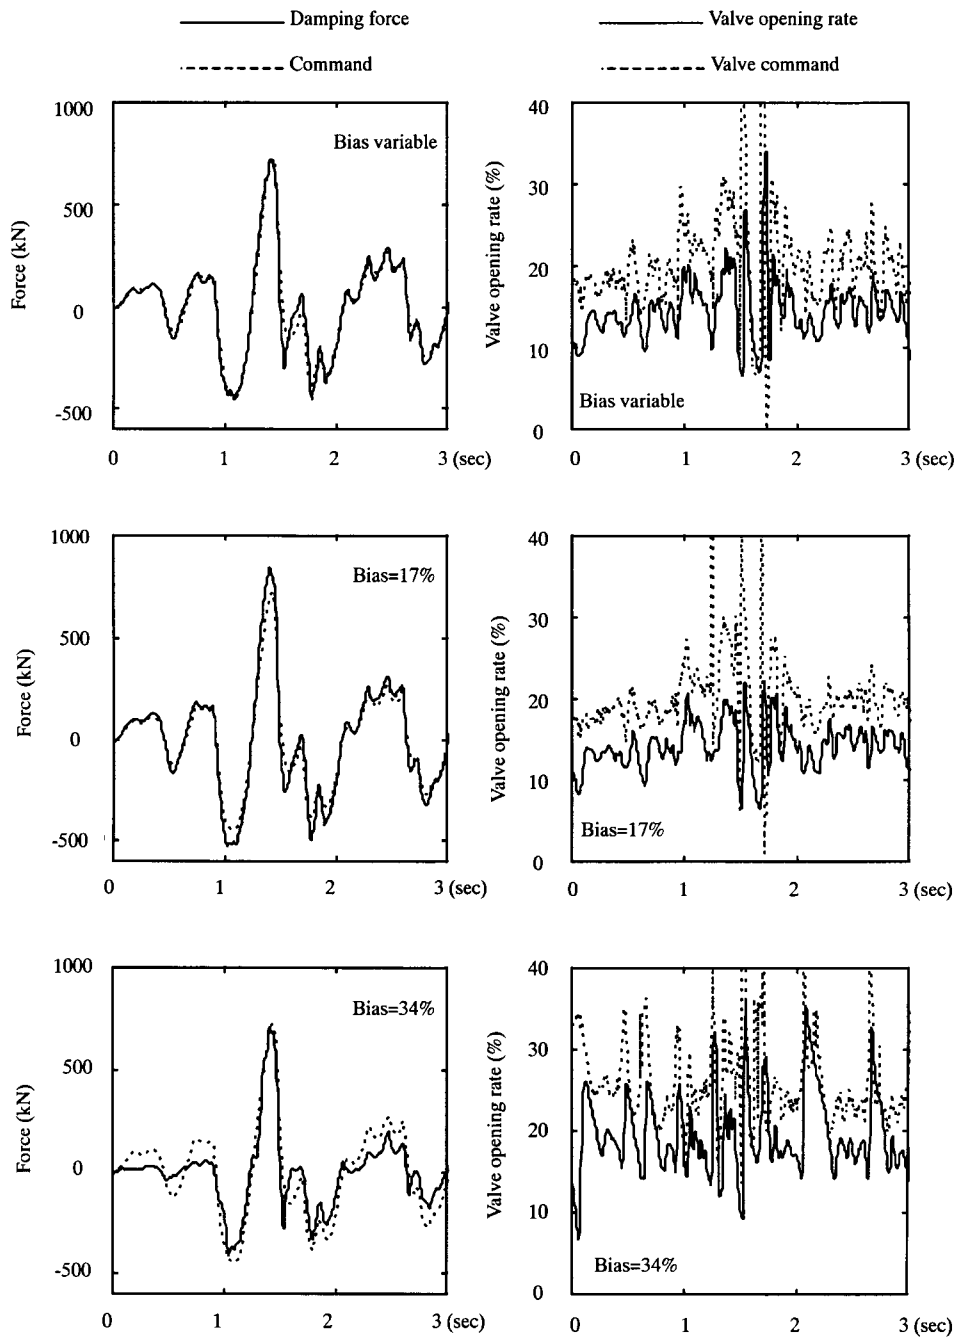 Damping force
Command
Valve opening rate
Valve command
1000
500
0
-500
Force (kN)
Bias variable
0
1
2
3 (sec)
40
30
20
10
0
Valve opening rate (%)
Bias variable
0
1
2
3 (sec)
1000
500
0
-500
Force (kN)
Bias=17%
0
1
2
3 (sec)
40
30
20
10
0
Valve opening rate (%)
Bias=17%
0
1
2
3 (sec)
1000
500
0
-500
Force (kN)
Bias=34%
0
1
2
3 (sec)
40
30
20
10
0
Valve opening rate (%)
Bias=34%
0
1
2
3 (sec)